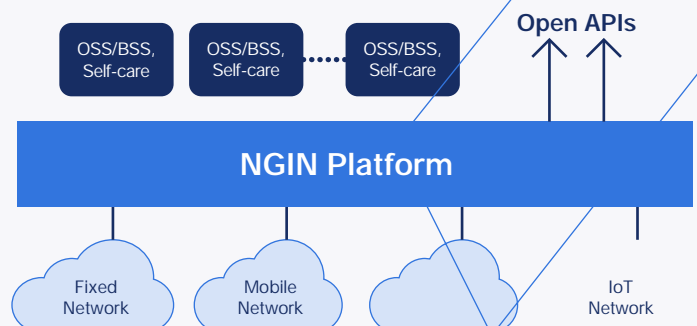 Open APIs
OSS/BSS,
Self-care
OSS/BSS,
Self-care
OSS/BSS,
Self-care
NGIN Platform
Fixed
Network
Mobile
Network
IoT
Network